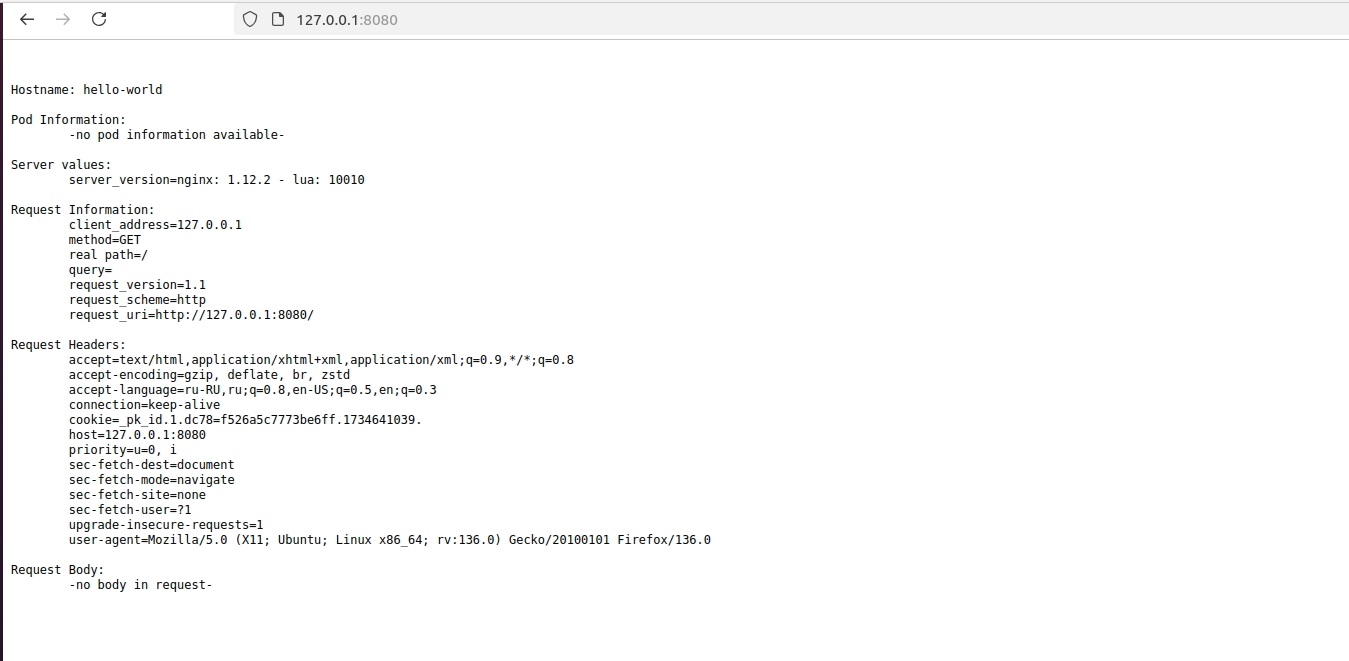 127.0.0.1:8080
Hostname: hello-world
Pod Information:
-no pod information available-
Server values:
server_version=nginx: 1.12.2 - lua: 10010
Request Information:
client_address=127.0.0.1
method=GET
real path=/
query=
request_version=1.1
request_scheme=http
request_uri=http://127.0.0.1:8080/
Request Headers:
accept=text/html,application/xhtml+xml,application/xml;q=0.9,*/*;q=0.8
accept-encoding=gzip, deflate, br, zstd
accept-language=ru-RU,ru;q=0.8,en-US;q=0.5,en;q=0.3
connection=keep-alive
cookie=_pk_id.1.dc78=f526a5c7773be6ff.1734641039.
host=127.0.0.1:8080
priority=u=0, i
sec-fetch-dest=document
sec-fetch-mode=navigate
sec-fetch-site=none
sec-fetch-user=?1
upgrade-insecure-requests=1
user-agent=Mozilla/5.0 (X11; Ubuntu; Linux x86_64; rv:136.0) Gecko/20100101 Firefox/136.0
Request Body:
-no body in request-